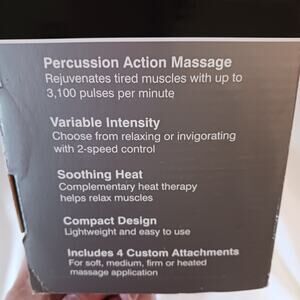 Percussion Action Massage
Rejuvenates tired muscles with up to
3,100 pulses per minute
Variable Intensity
Choose from relaxing or invigorating
with 2-speed control
Soothing Heat
Complementary heat therapy
helps relax muscles
Compact Design
Lightweight and easy to use
Includes 4 Custom Attachments
For soft, medium, firm or heated
massage application